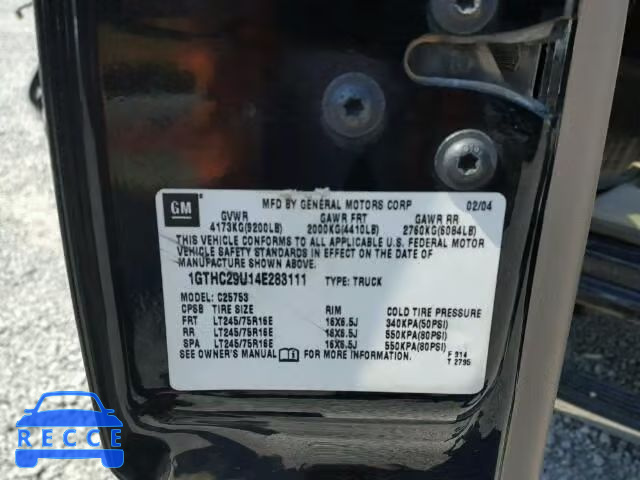 GM
MFD BY GENERAL MOTORS CORP 02/04
GVWR GAWR FRT GAWR RR
4173KG(9200LB) 2000KG(4410LB) 2760KG(6084LB)
THIS VEHICLE CONFORMS TO ALL APPLICABLE U.S. FEDERAL MOTOR
VEHICLE SAFETY STANDARDS IN EFFECT ON THE DATE OF
MANUFACTURE SHOWN ABOVE.
1GTHC29U14E283111 TYPE: TRUCK
MODEL: C25753
CPSB TIRE SIZE RIM COLD TIRE PRESSURE
FRT LT245/75R16E 16X6.5J 340KPA(50PSI)
RR LT245/75R16E 16X6.5J 550KPA(80PSI)
SPA LT245/75R16E 16X6.5J 550KPA(80PSI)
SEE OWNER'S MANUAL FOR MORE INFORMATION.
F 314
T 2795
RECCE